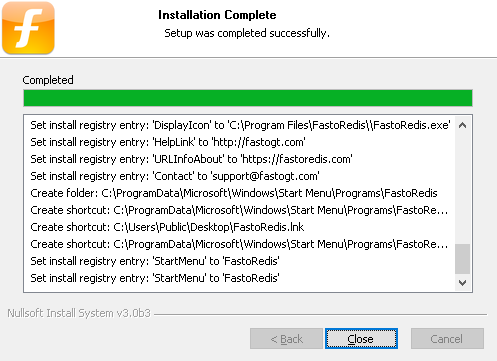 Installation Complete
Setup was completed successfully.
Completed
Set install registry entry: 'DisplayIcon' to 'C:\Program Files\FastoRedis\\FastoRedis.exe'
Set install registry entry: 'HelpLink' to 'http://fastogt.com'
Set install registry entry: 'URLInfoAbout' to 'https://fastoredis.com'
Set install registry entry: 'Contact' to 'support@fastogt.com'
Create folder: C:\ProgramData\Microsoft\Windows\Start Menu\Programs\FastoRedis
Create shortcut: C:\ProgramData\Microsoft\Windows\Start Menu\Programs\FastoRe...
Create shortcut: C:\Users\Public\Desktop\FastoRedis.lnk
Create shortcut: C:\ProgramData\Microsoft\Windows\Start Menu\Programs\FastoRe...
Set install registry entry: 'StartMenu' to 'FastoRedis'
Set install registry entry: 'StartMenu' to 'FastoRedis'
Nullsoft Install System v3.0b3
< Back Close Cancel